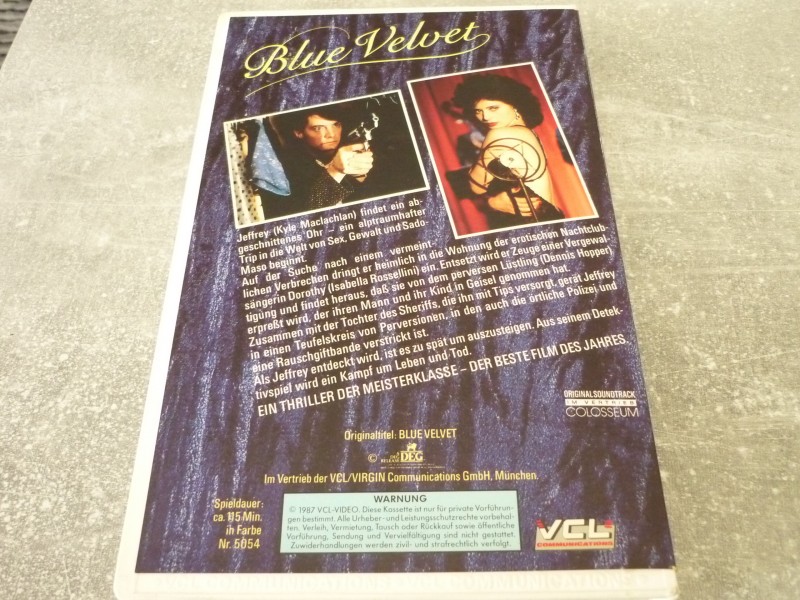 Blue Velvet
Jeffrey (Kyle Maclachlan) findet ein ab-
geschnittenes Ohr – ein alptraumhafter
Trip in die Welt von Sex, Gewalt und Sado-
Maso beginnt.
Auf der Suche nach einem vermeint-
lichen Verbrechen dringt er heimlich in die Wohnung der erotischen Nachtclub-
sängerin Dorothy (Isabella Rossellini) ein. Entsetzt wird er Zeuge einer Vergewal-
tigung und findet heraus, daß sie von dem perversen Lüstling (Dennis Hopper)
erpreßt wird, der ihren Mann und ihr Kind in Geisel genommen hat.
Zusammen mit der Tochter des Sheriffs, die ihn mit Tips versorgt, gerät Jeffrey
in einen Teufelskreis von Perversionen, in den auch die örtliche Polizei und
eine Rauschgiftbande verstrickt ist.
Als Jeffrey entdeckt wird, ist es zu spät um auszusteigen. Aus seinem Detek-
tivspiel wird ein Kampf um Leben und Tod.
EIN THRILLER DER MEISTERKLASSE – DER BESTE FILM DES JAHRES.
ORIGINALSOUNDTRACK
IM VERTRIEB
COLOSSEUM
Originaltitel: BLUE VELVET
© DEG
Im Vertrieb der VCL/VIRGIN Communications GmbH, München.
Spieldauer:
ca. 115 Min.
in Farbe
Nr. 5054
WARNUNG
© 1987 VCL-VIDEO. Diese Kassette ist nur für private Vorführun-
gen bestimmt. Alle Urheber- und Leistungsschutzrechte vorbehal-
ten. Verleih, Vermietung, Tausch oder Rückkauf sowie öffentliche
Vorführung, Sendung und Vervielfältigung sind nicht gestattet.
Zuwiderhandlungen werden zivil- und strafrechtlich verfolgt.
VCL
COMMUNICATIONS